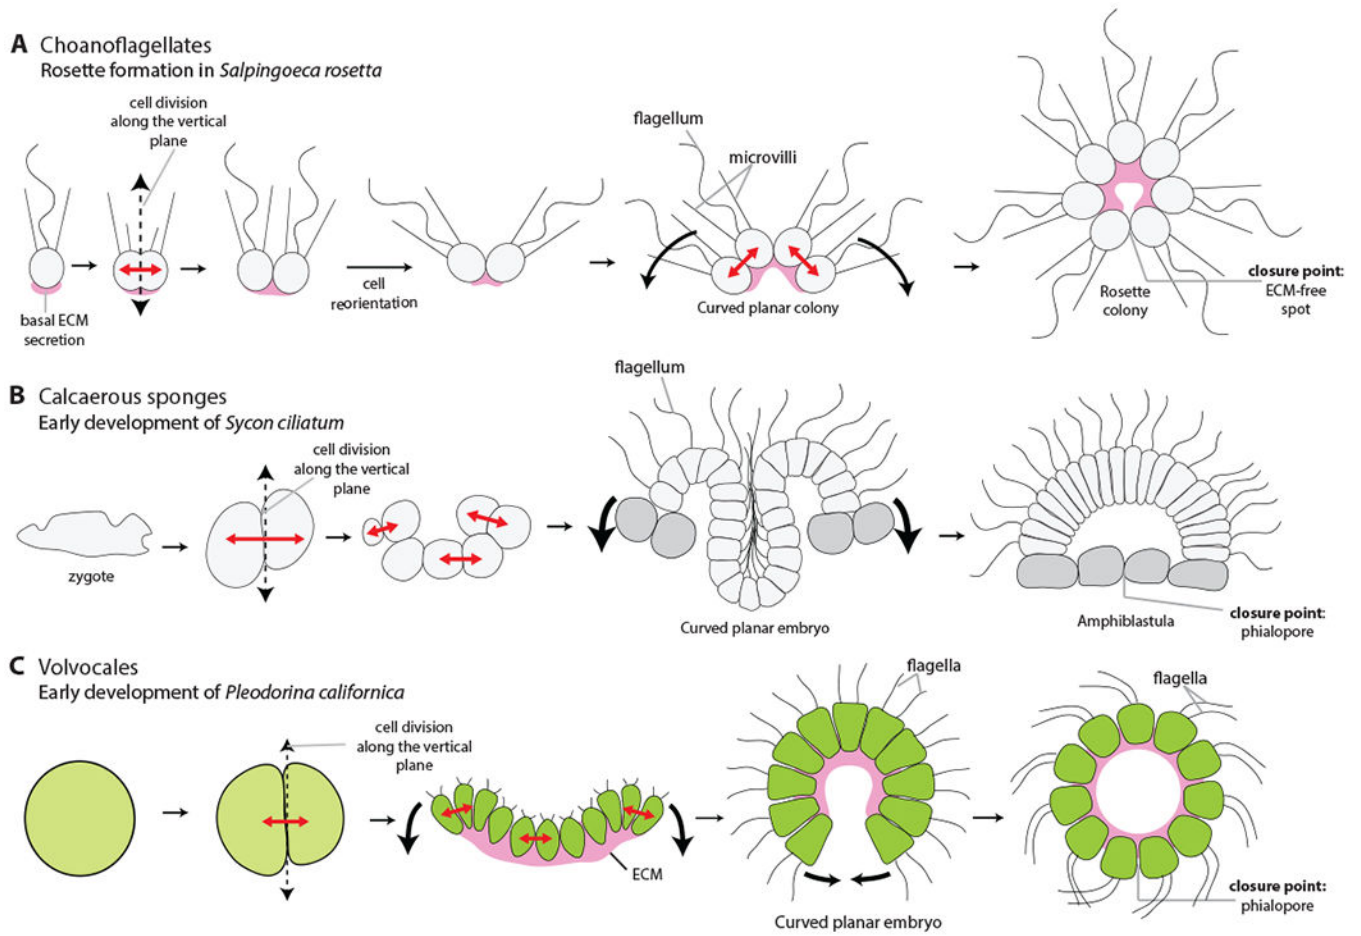 A Choanoflagellates
Rosette formation in Salpingoeca rosetta
cell division
along the vertical
plane
basal ECM
secretion
cell
reorientation
flagellum
microvilli
Curved planar colony
Rosette
colony
closure point:
ECM-free
spot
B Calcaerous sponges
Early development of Sycon ciliatum
zygote
cell division
along the vertical
plane
flagellum
Curved planar embryo
Amphiblastula
closure point:
phialopore
C Volvocales
Early development of Pleodorina californica
cell division
along the vertical
plane
ECM
flagella
Curved planar embryo
flagella
closure point:
phialopore